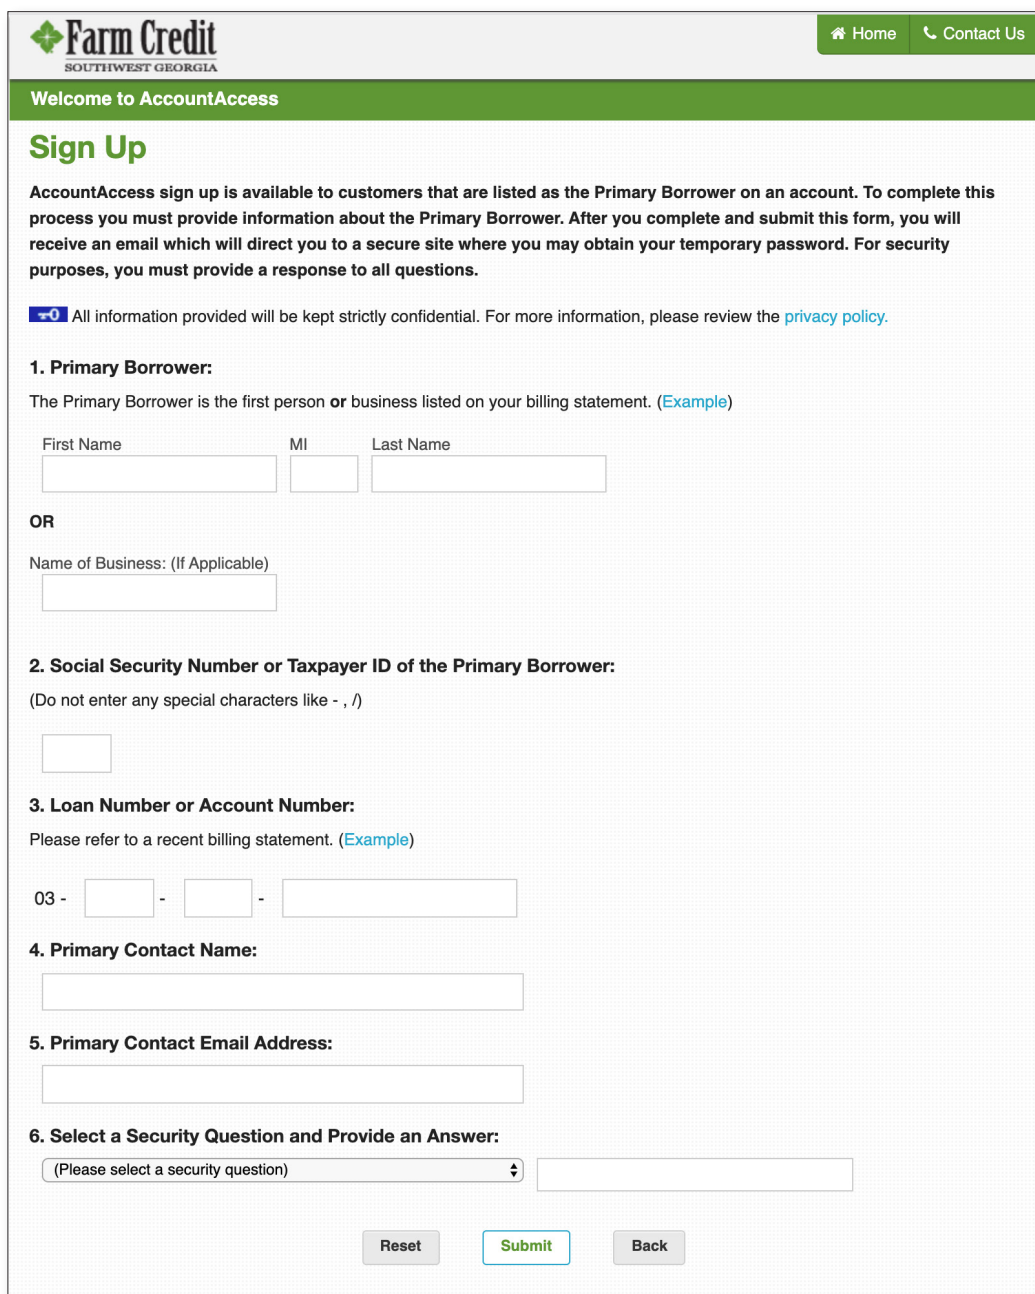 Farm Credit
SOUTHWEST GEORGIA
Home
Contact Us
Welcome to AccountAccess
Sign Up
AccountAccess sign up is available to customers that are listed as the Primary Borrower on an account. To complete this
process you must provide information about the Primary Borrower. After you complete and submit this form, you will
receive an email which will direct you to a secure site where you may obtain your temporary password. For security
purposes, you must provide a response to all questions.
All information provided will be kept strictly confidential. For more information, please review the privacy policy.
1. Primary Borrower:
The Primary Borrower is the first person or business listed on your billing statement. (Example)
First Name MI Last Name
OR
Name of Business: (If Applicable)
2. Social Security Number or Taxpayer ID of the Primary Borrower:
(Do not enter any special characters like - , /)
3. Loan Number or Account Number:
Please refer to a recent billing statement. (Example)
03 - - -
4. Primary Contact Name:
5. Primary Contact Email Address:
6. Select a Security Question and Provide an Answer:
(Please select a security question)
Reset Submit Back